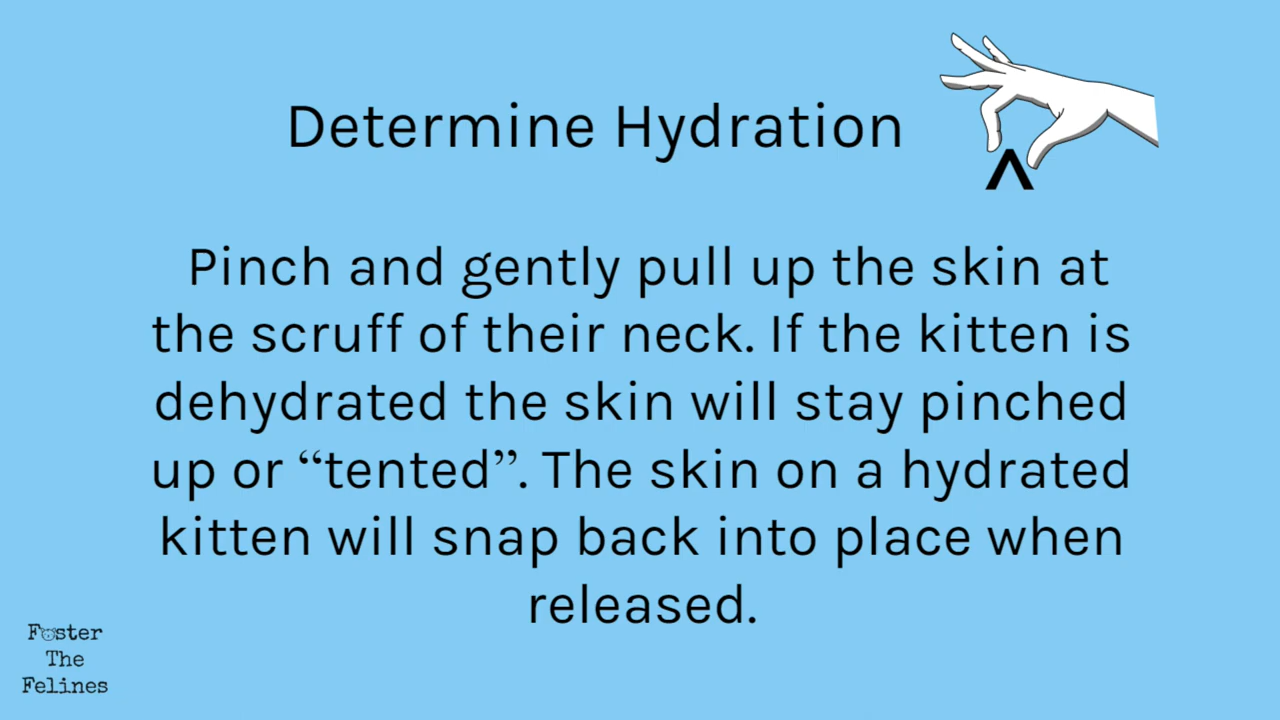 Determine Hydration
^
Pinch and gently pull up the skin at
the scruff of their neck. If the kitten is
dehydrated the skin will stay pinched
up or “tented”. The skin on a hydrated
kitten will snap back into place when
released.
Foster
The
Felines